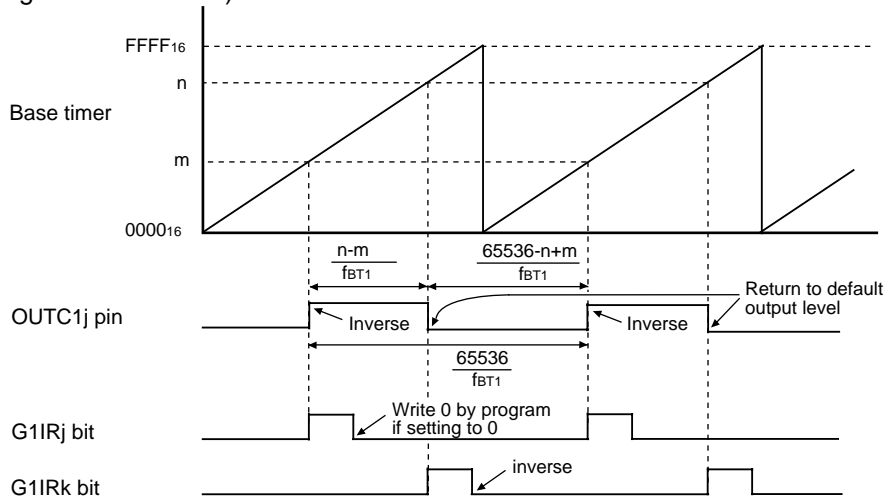 FFFF16
n
Base timer
m
000016
n-m
fBT1
65536-n+m
fBT1
Return to default
output level
OUTC1j pin
Inverse
Inverse
65536
fBT1
Write 0 by program
if setting to 0
G1IRj bit
inverse
G1IRk bit